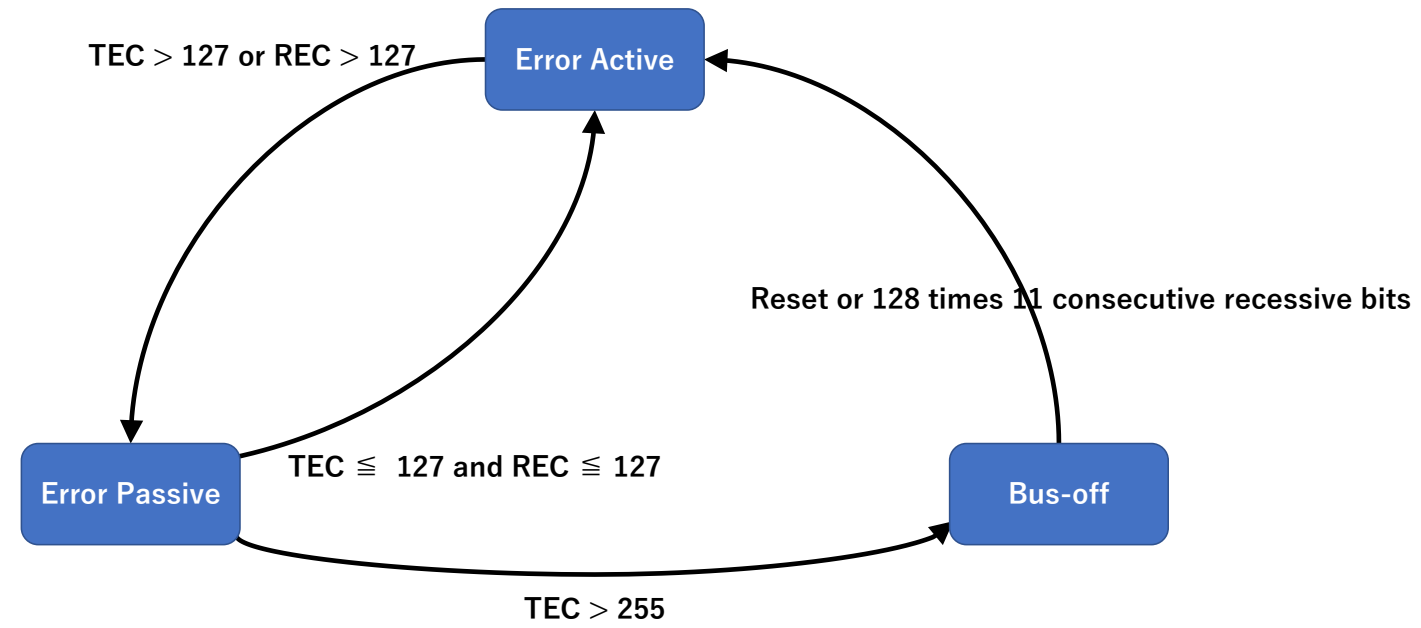 TEC > 127 or REC > 127
Error Active
Reset or 128 times 11 consecutive recessive bits
TEC ≦ 127 and REC ≦ 127
Error Passive
Bus-off
TEC > 255